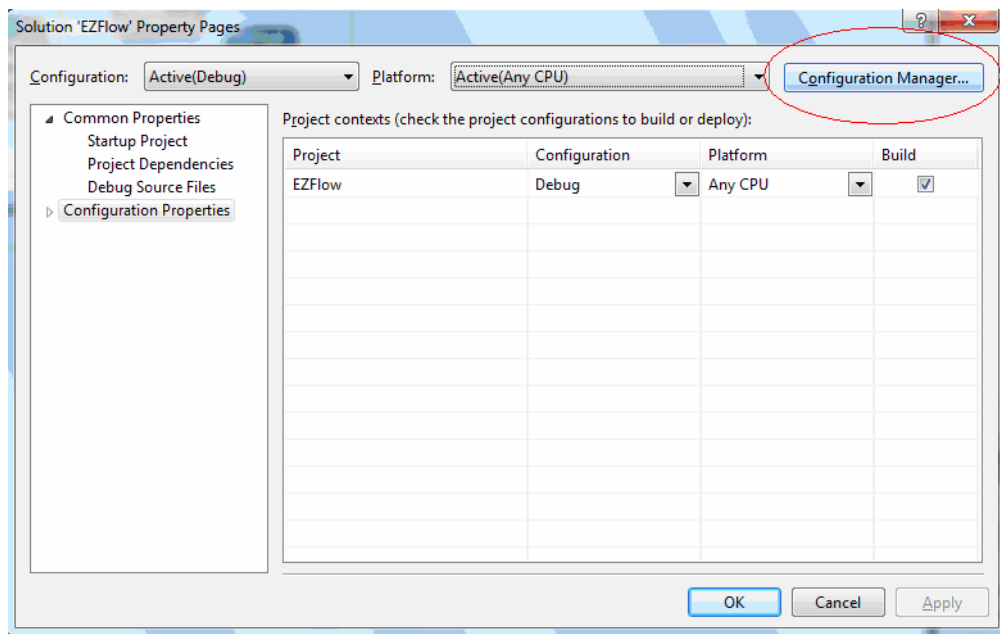 Solution 'EZFlow' Property Pages
Configuration: Active(Debug) Platform: Active(Any CPU) Configuration Manager...
Common Properties
Startup Project
Project Dependencies
Debug Source Files
Configuration Properties
Project contexts (check the project configurations to build or deploy):
Project Configuration Platform Build
EZFlow Debug Any CPU
OK Cancel Apply